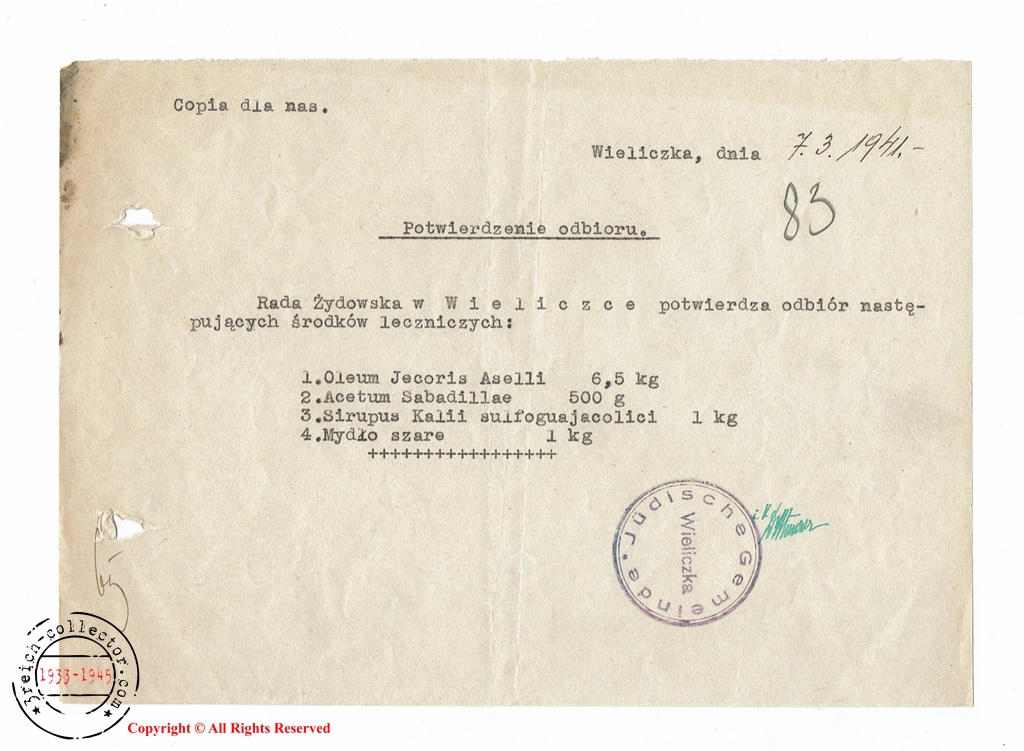 Copia dla nas.
Wieliczka, dnia 7.3.1941.-
83
Potwierdzenie odbioru.
Rada Żydowska w W i e l i c z c e potwierdza odbiór nastę-
pujących środków leczniczych:
1.Oleum Jecoris Aselli 6,5 kg
2.Acetum Sabadillae 500 g
3.Sirupus Kalii sulfoguajacolici 1 kg
4.Mydło szare 1 kg
+++++++++++++++++
Jüdische Gemeinde.
Wieliczka
3reich-collector.com
1933-1945
Copyright © All Rights Reserved